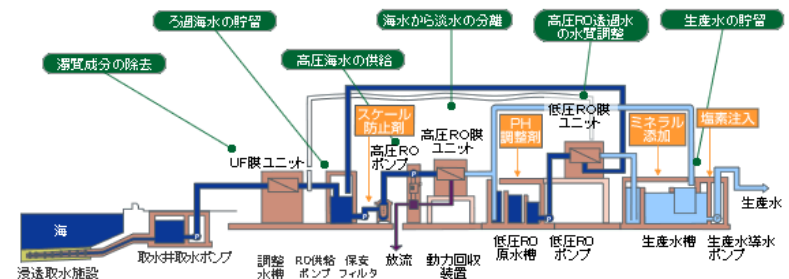 海水から淡水の分離
高圧RO透過水
の水質調整
生産水の貯留
ろ過海水の貯留
濁質成分の除去
高圧海水の供給
スケール
防止剤
高圧RO
ポンプ
高圧RO膜
ユニット
低圧RO膜
ユニット
PH
調整剤
ミネラル
添加
塩素注入
UF膜ユニット
海
生産水
浸透取水施設
取水井取水ポンプ
調整
水槽
RO供給
ポンプ
保安
フィルタ
放流
動力回収
装置
低圧RO
原水槽
低圧RO
ポンプ
生産水槽
生産水導水
ポンプ